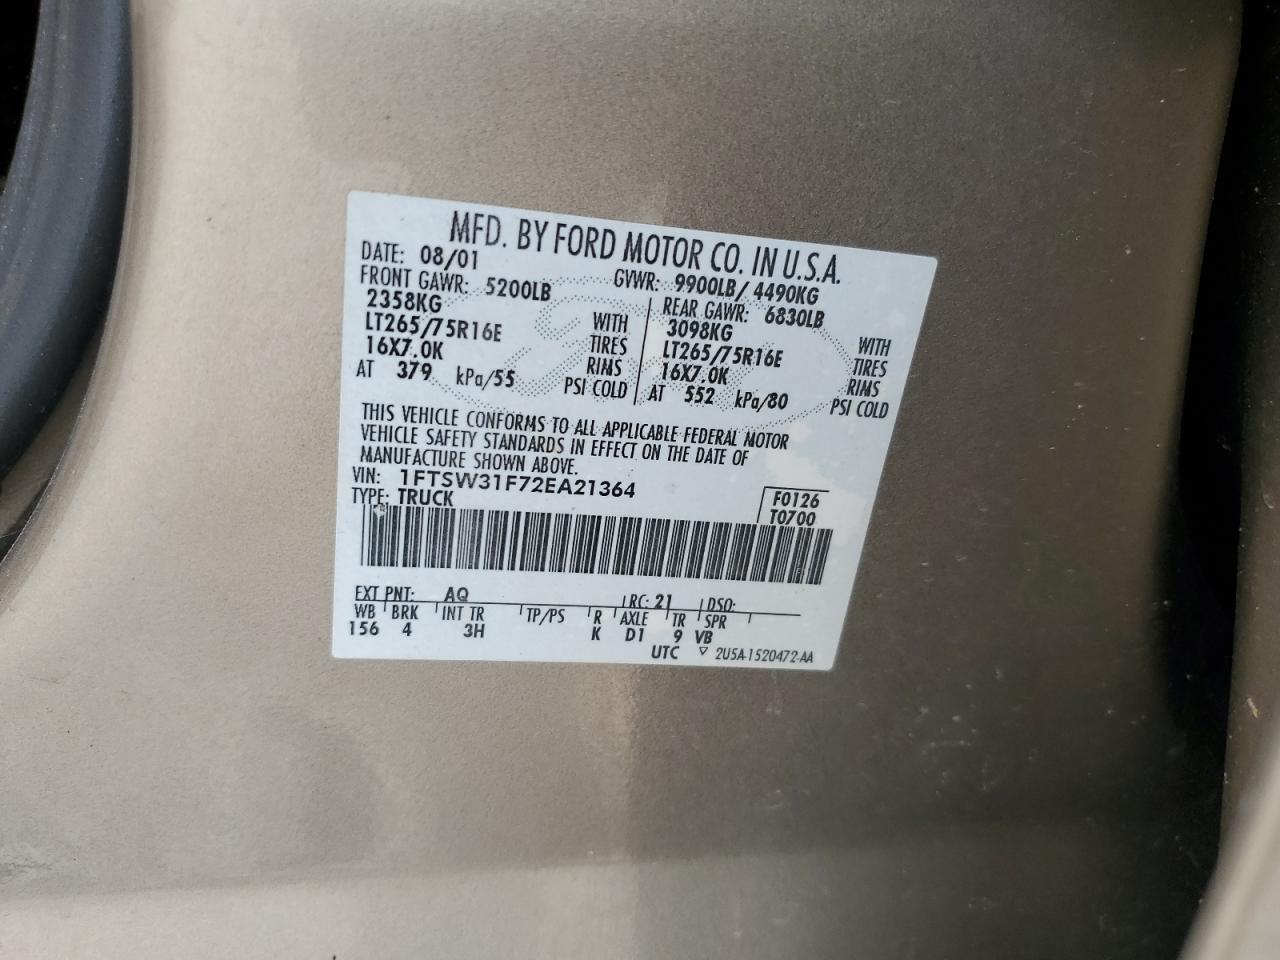 MFD. BY FORD MOTOR CO. IN U.S.A.
DATE: 08/01 GVWR: 9900LB/ 4490KG
FRONT GAWR: 5200LB REAR GAWR: 6830LB
2358KG WITH 3098KG WITH
LT265/75R16E TIRES LT265/75R16E TIRES
16X7.0K RIMS 16X7.0K RIMS
AT 379 kPa/55 PSI COLD AT 552 kPa/80 PSI COLD
THIS VEHICLE CONFORMS TO ALL APPLICABLE FEDERAL MOTOR
VEHICLE SAFETY STANDARDS IN EFFECT ON THE DATE OF
MANUFACTURE SHOWN ABOVE.
VIN: 1FTSW31F72EA21364 F0126
TYPE: TRUCK T0700
EXT PNT: AQ RC: 21 DSO:
WB BRK INT TR TP/PS R AXLE TR SPR
156 4 3H K D1 9 VB
UTC ▽ 2U5A-1520472-AA